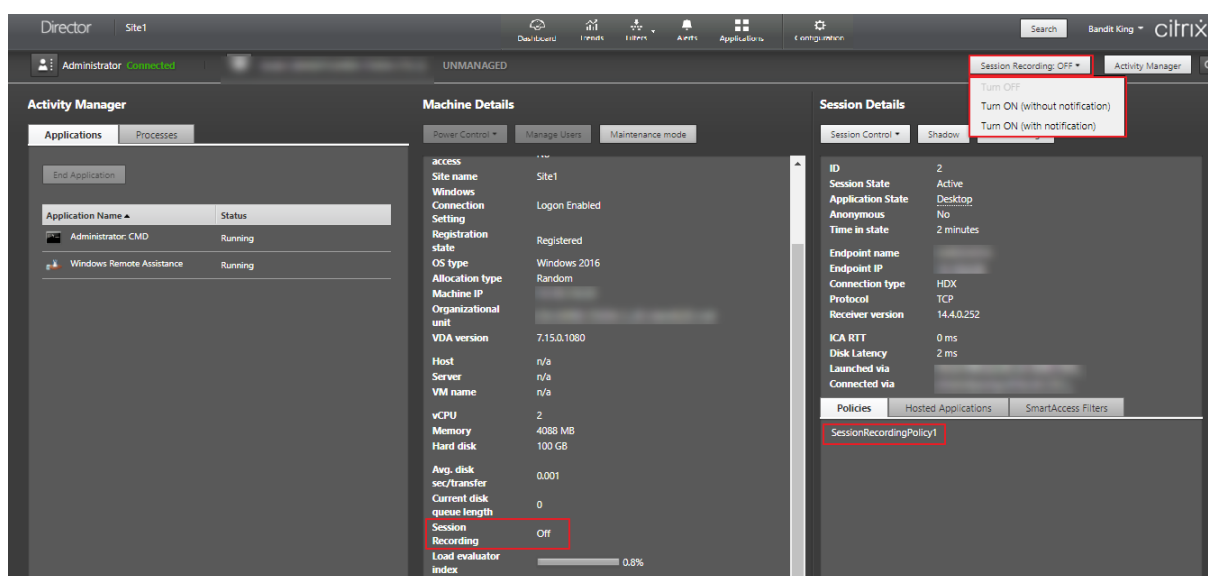 Director Site1
Dashboard Trends Filters Alerts Applications Configuration
Search Bandit King citrix
Administrator Connected UNMANAGED
Session Recording: OFF Activity Manager
Turn OFF
Turn ON (without notification)
Turn ON (with notification)
Activity Manager
Applications Processes
End Application
Application Name Status
Administrator: CMD Running
Windows Remote Assistance Running
Machine Details
Power Control Manage Users Maintenance mode
access
Site name Site1
Windows
Connection Logon Enabled
Setting
Registration
state Registered
OS type Windows 2016
Allocation type Random
Machine IP
Organizational
unit
VDA version 7.15.0.1080
Host n/a
Server n/a
VM name n/a
vCPU 2
Memory 4088 MB
Hard disk 100 GB
Avg. disk
sec/transfer 0.001
Current disk
queue length 0
Session
Recording Off
Load evaluator
index 0.8%
Session Details
Session Control Shadow
ID 2
Session State Active
Application State Desktop
Anonymous No
Time in state 2 minutes
Endpoint name
Endpoint IP
Connection type HDX
Protocol TCP
Receiver version 14.4.0.252
ICA RTT 0 ms
Disk Latency 2 ms
Launched via
Connected via
Policies Hosted Applications SmartAccess Filters
SessionRecordingPolicy1